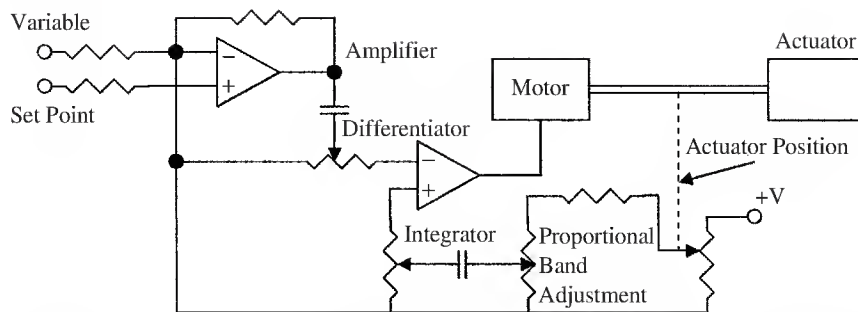 Variable
Set Point
−
+
Amplifier
Differentiator
Motor
Actuator
Actuator Position
−
+
+V
Integrator
Proportional
Band
Adjustment